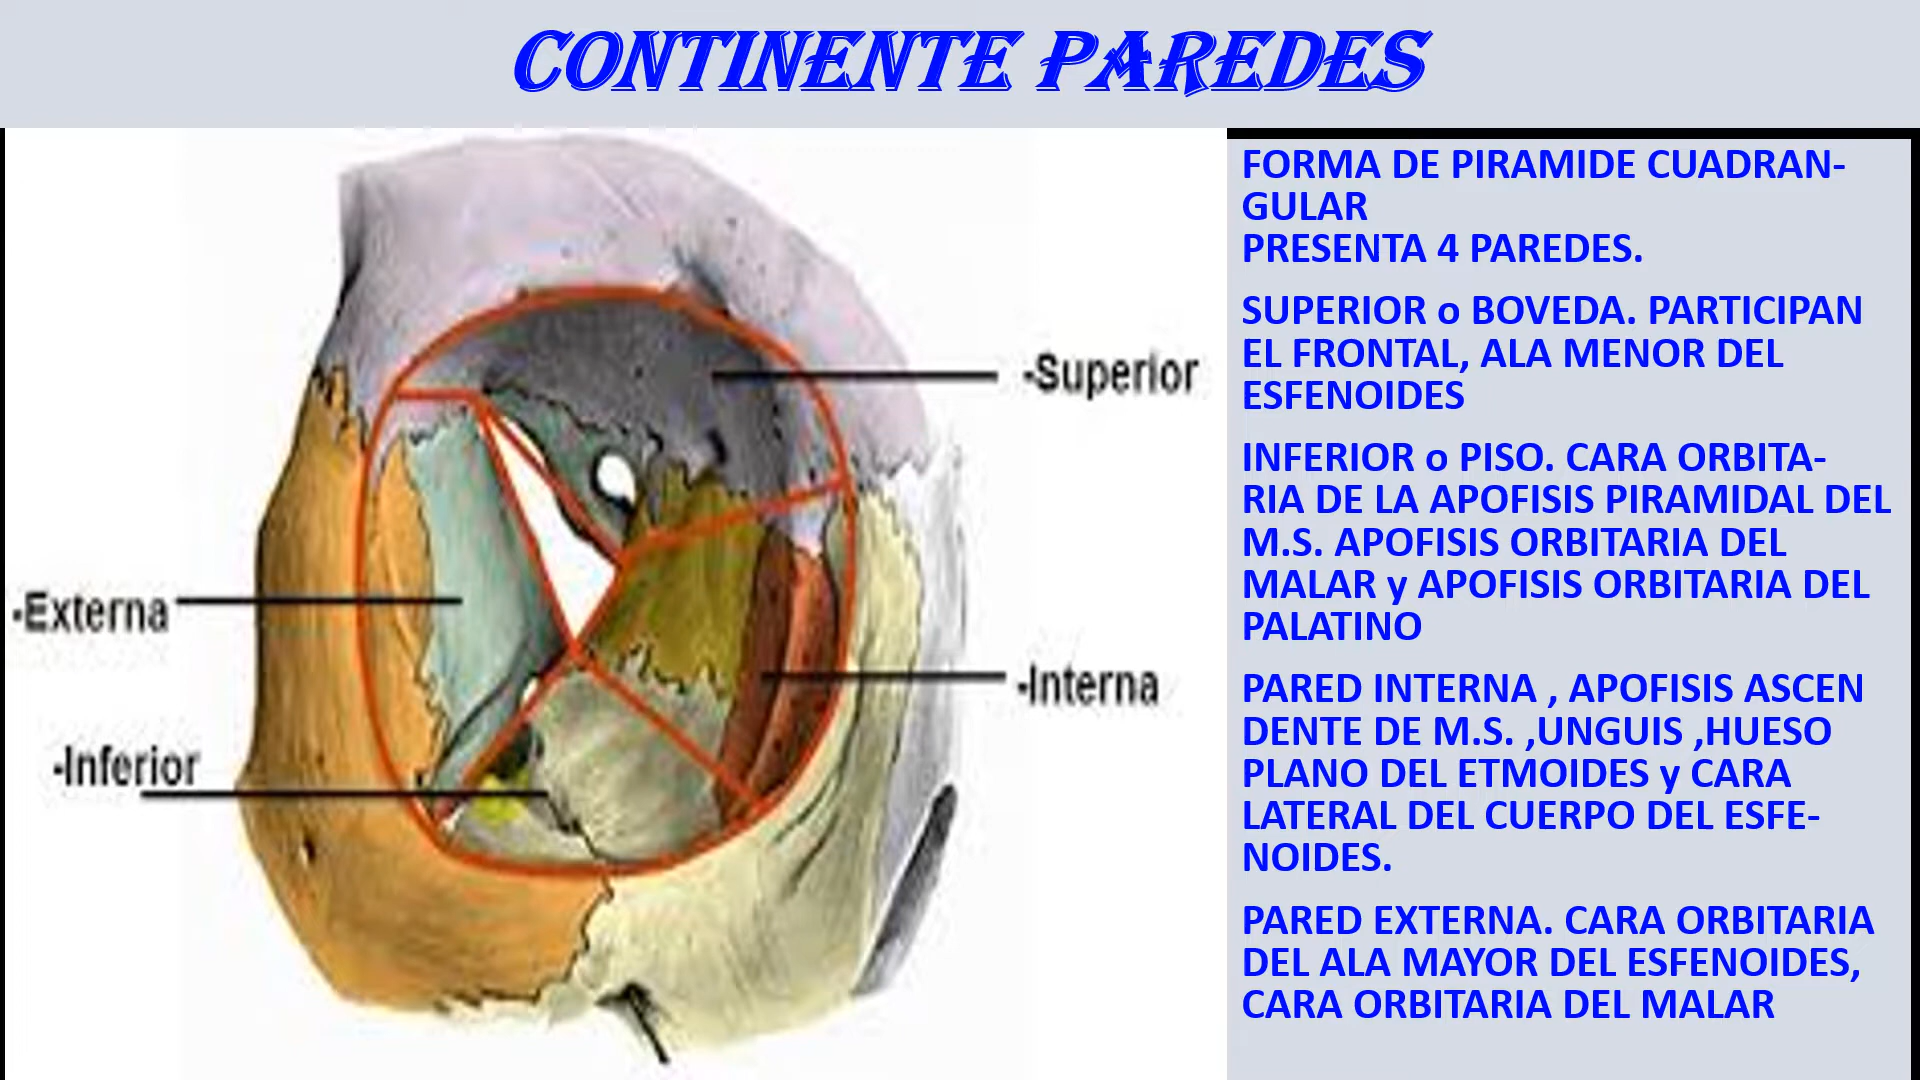 CONTINENTE PAREDES
-Superior
-Externa
-Interna
-Inferior
FORMA DE PIRAMIDE CUADRAN-
GULAR
PRESENTA 4 PAREDES.
SUPERIOR o BOVEDA. PARTICIPAN
EL FRONTAL, ALA MENOR DEL
ESFENOIDES
INFERIOR o PISO. CARA ORBITA-
RIA DE LA APOFISIS PIRAMIDAL DEL
M.S. APOFISIS ORBITARIA DEL
MALAR y APOFISIS ORBITARIA DEL
PALATINO
PARED INTERNA , APOFISIS ASCEN
DENTE DE M.S. ,UNGUIS ,HUESO
PLANO DEL ETMOIDES y CARA
LATERAL DEL CUERPO DEL ESFE-
NOIDES.
PARED EXTERNA. CARA ORBITARIA
DEL ALA MAYOR DEL ESFENOIDES,
CARA ORBITARIA DEL MALAR